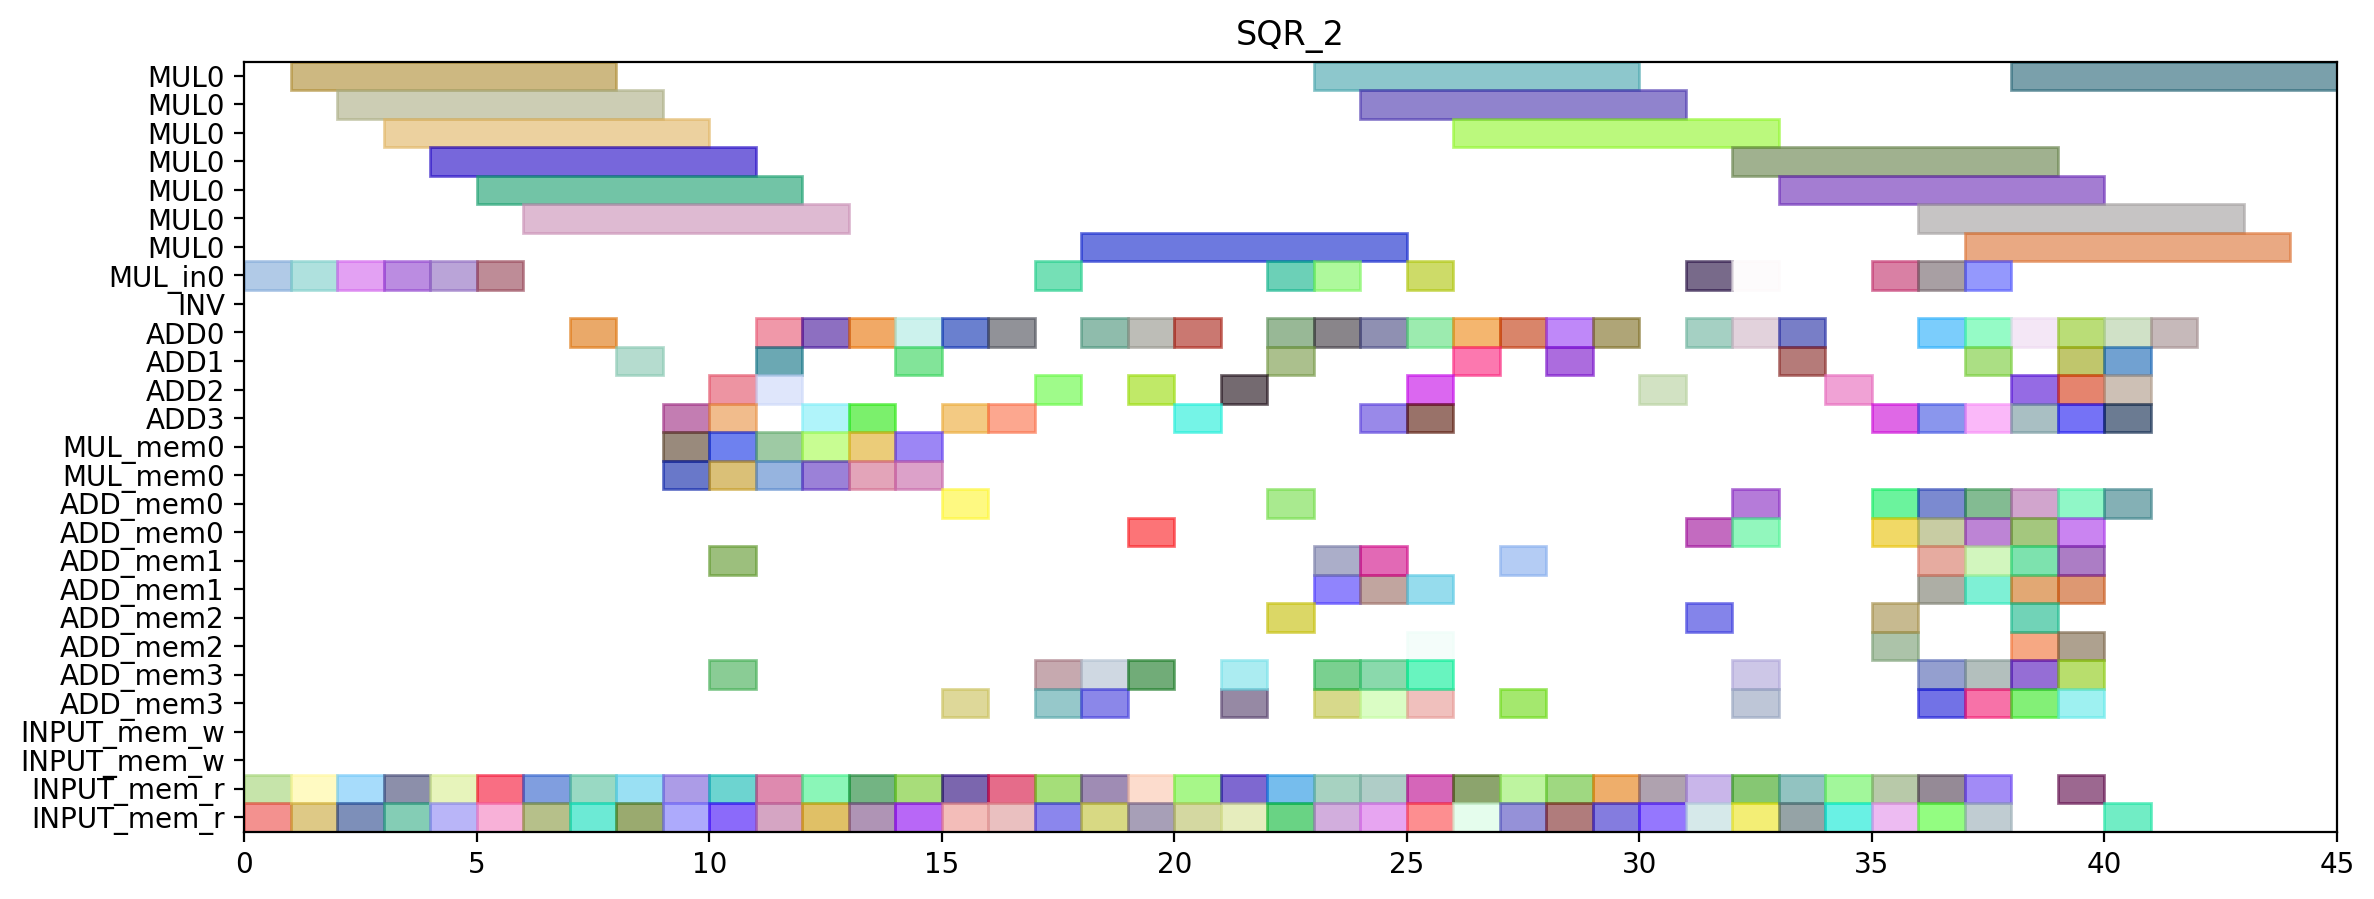 SQR_2
MUL0
MUL0
MUL0
MUL0
MUL0
MUL0
MUL0
MUL_in0
INV
ADD0
ADD1
ADD2
ADD3
MUL_mem0
MUL_mem0
ADD_mem0
ADD_mem0
ADD_mem1
ADD_mem1
ADD_mem2
ADD_mem2
ADD_mem3
ADD_mem3
INPUT_mem_w
INPUT_mem_w
INPUT_mem_r
INPUT_mem_r
0 5 10 15 20 25 30 35 40 45